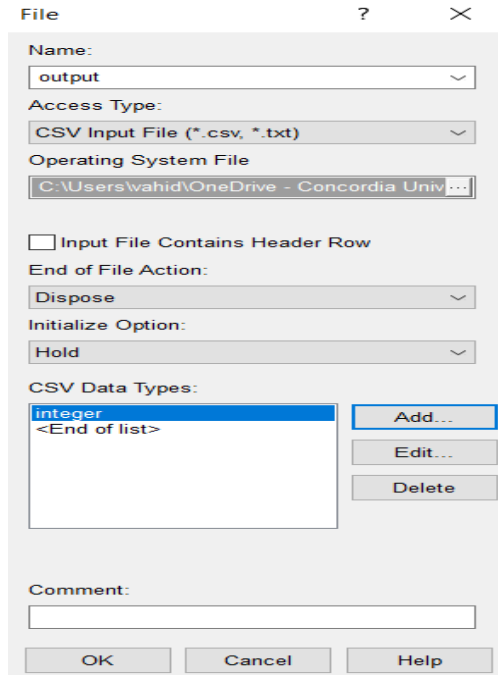 File ?
Name:
output
Access Type:
CSV Input File (*.csv, *.txt)
Operating System File
C:\Users\vahid\OneDrive - Concordia Univ ...
Input File Contains Header Row
End of File Action:
Dispose
Initialize Option:
Hold
CSV Data Types:
integer
<End of list>
Add...
Edit...
Delete
Comment:
OK Cancel Help